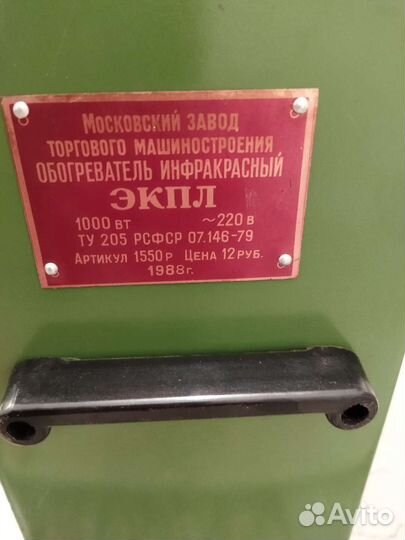 Московский завод
торгового машиностроения
Обогреватель инфракрасный
ЭКПЛ
1000 вт ~220 в
ТУ 205 РСФСР 07.146-79
Артикул 1550р Цена 12 руб.
1988г.
Avito